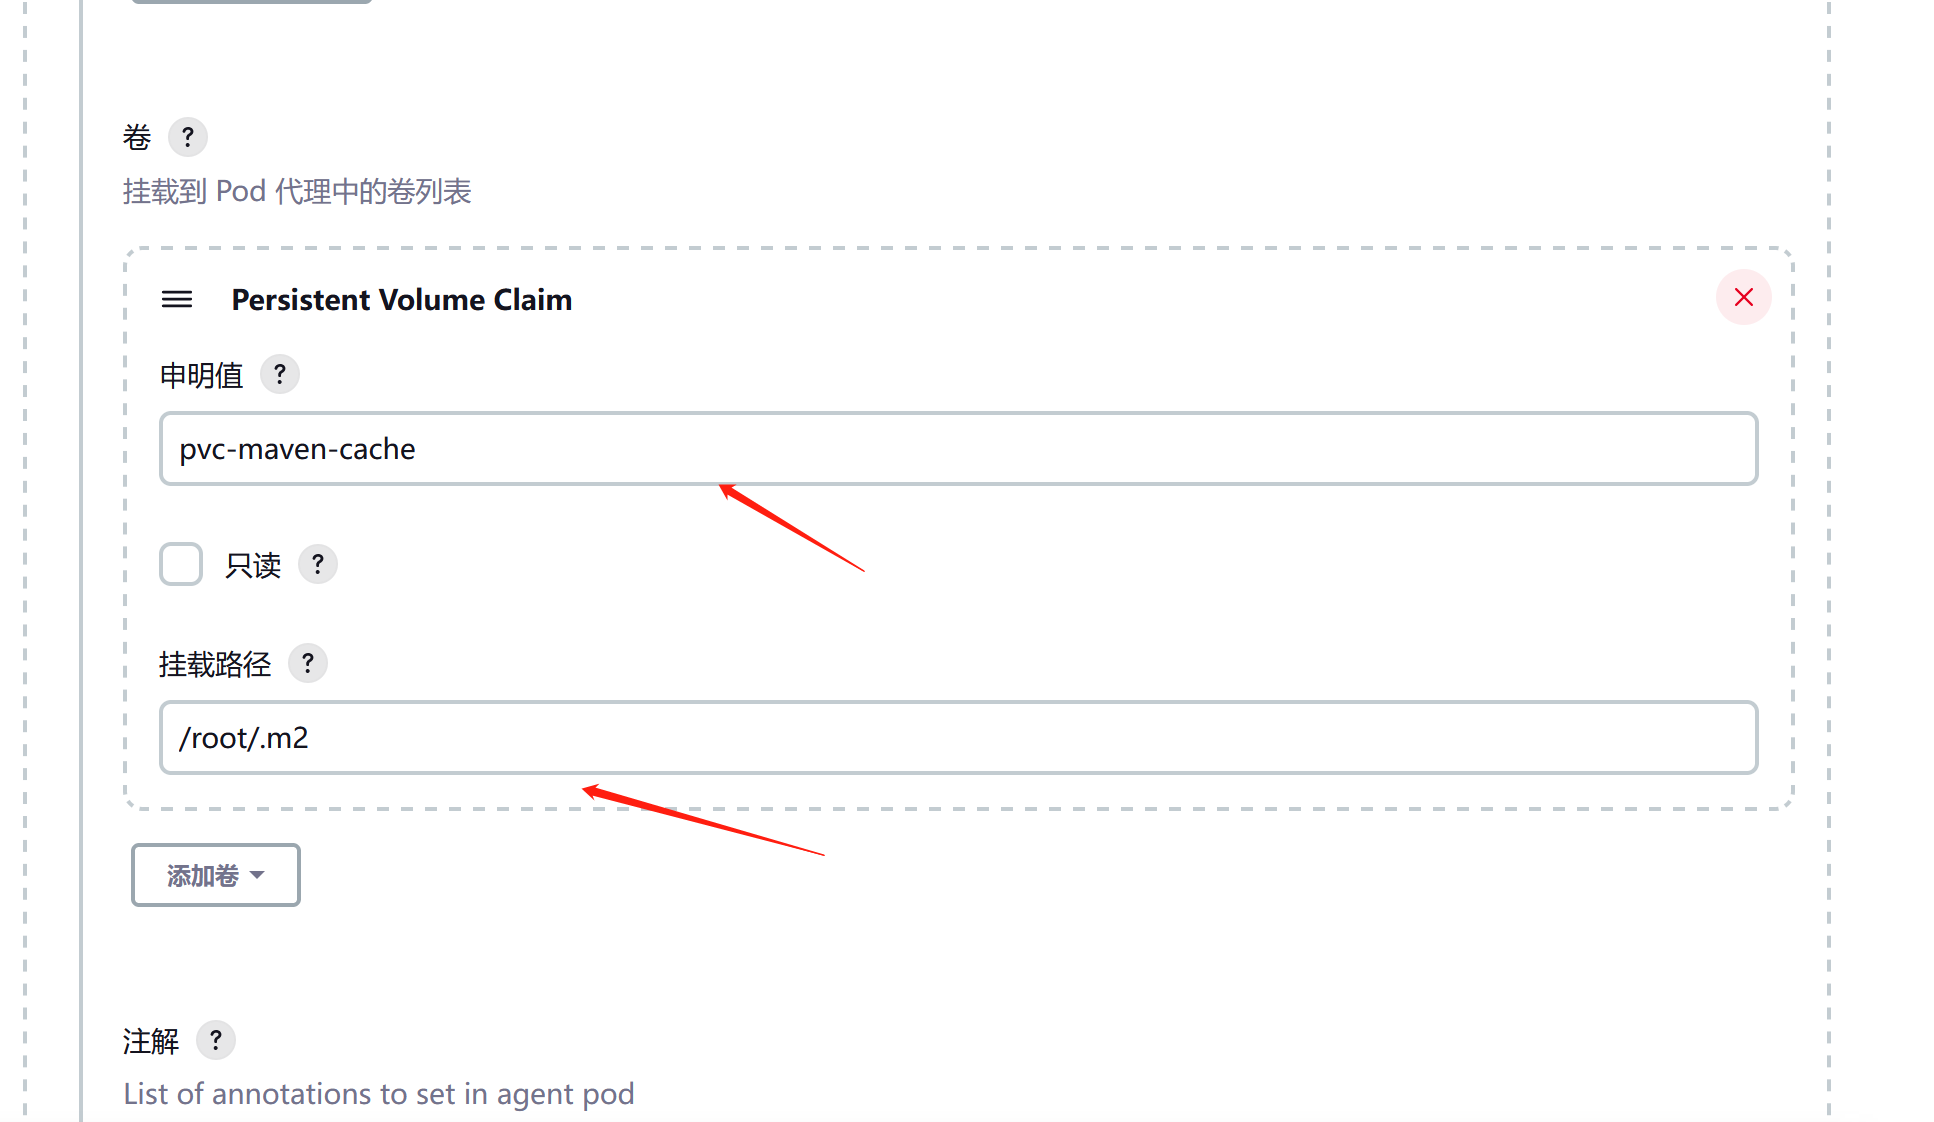 卷 ?
挂载到 Pod 代理中的卷列表
Persistent Volume Claim
申明值 ?
pvc-maven-cache
只读 ?
挂载路径 ?
/root/.m2
添加卷
注解 ?
List of annotations to set in agent pod